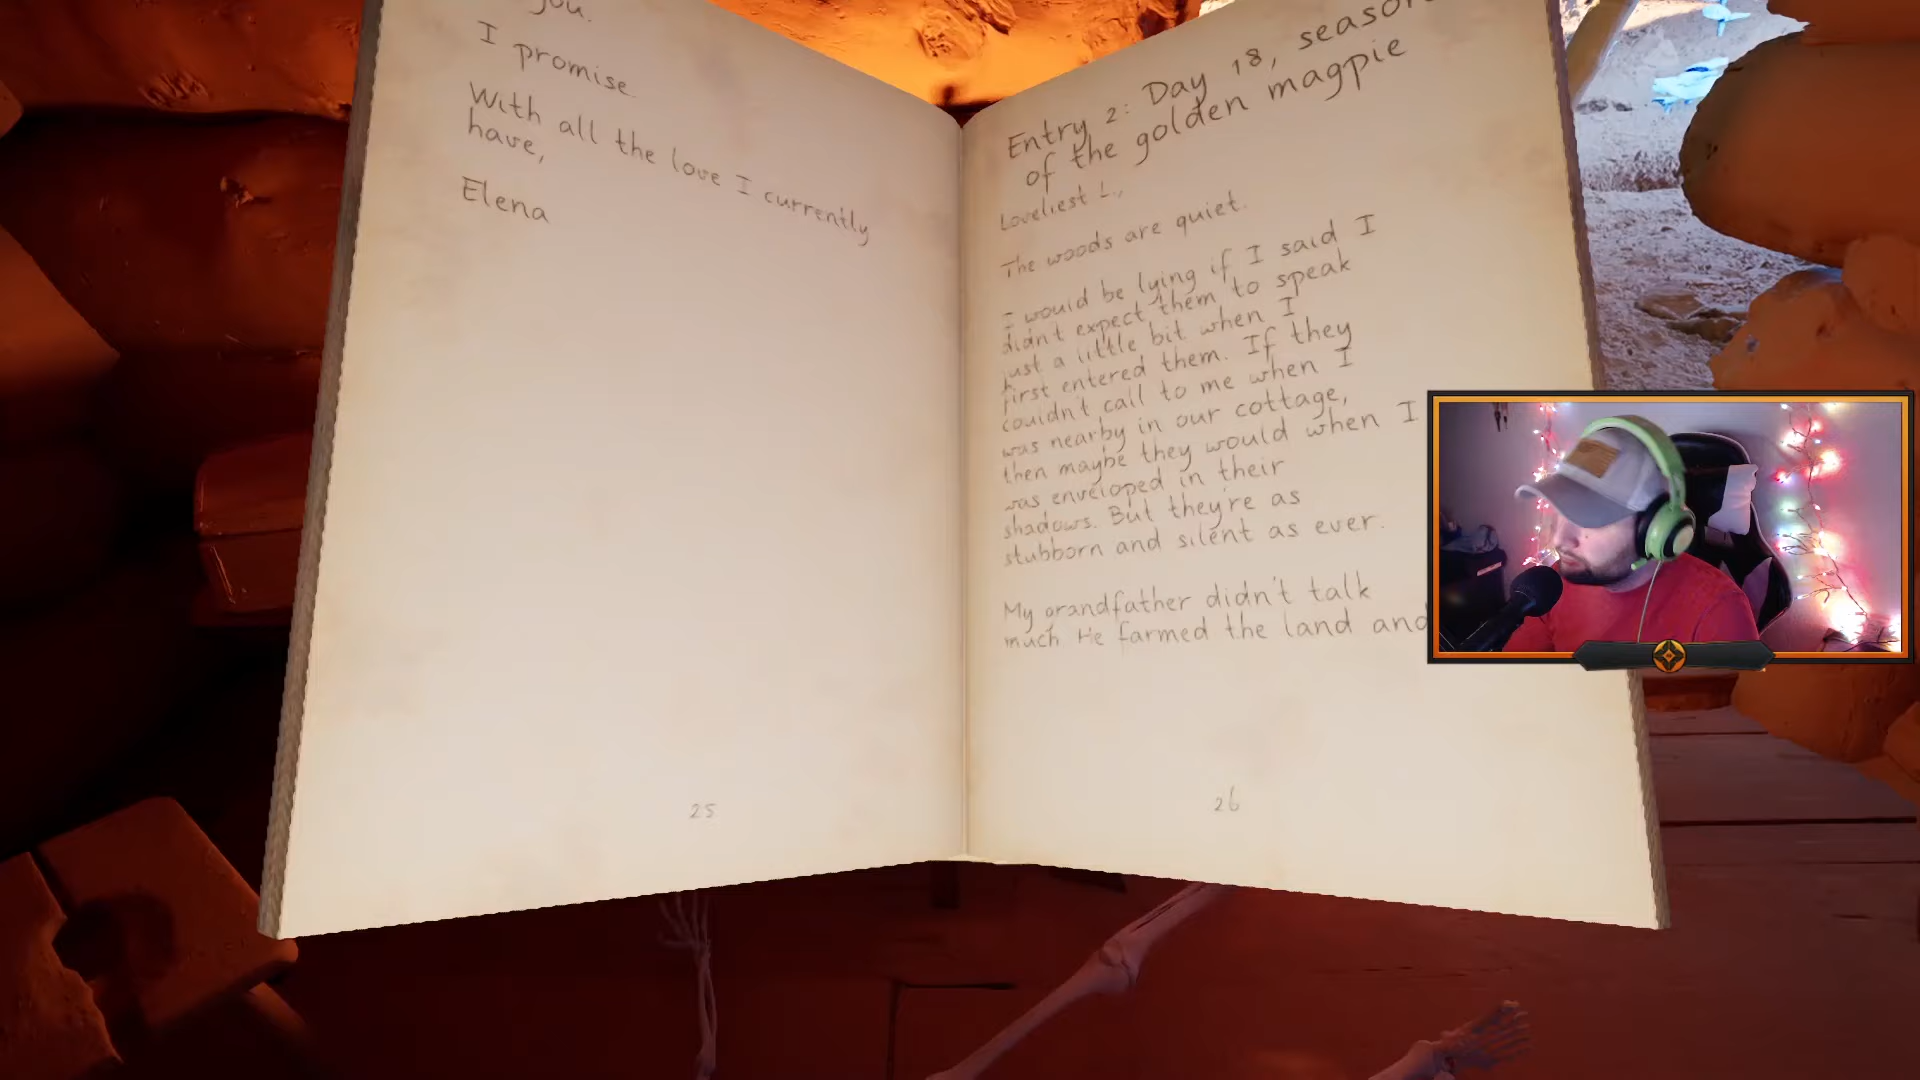 you.
I promise
With all the love I currently
have,
Elena
25
Entry 2: Day 18, season
of the golden magpie
Loveliest L.,
The woods are quiet.
I would be lying if I said I
didn't expect them to speak
just a little bit when I
first entered them. If they
couldn't call to me when I
was nearby in our cottage,
then maybe they would when I
was enveloped in their
shadows. But they're as
stubborn and silent as ever.
My grandfather didn't talk
much. He farmed the land and
26